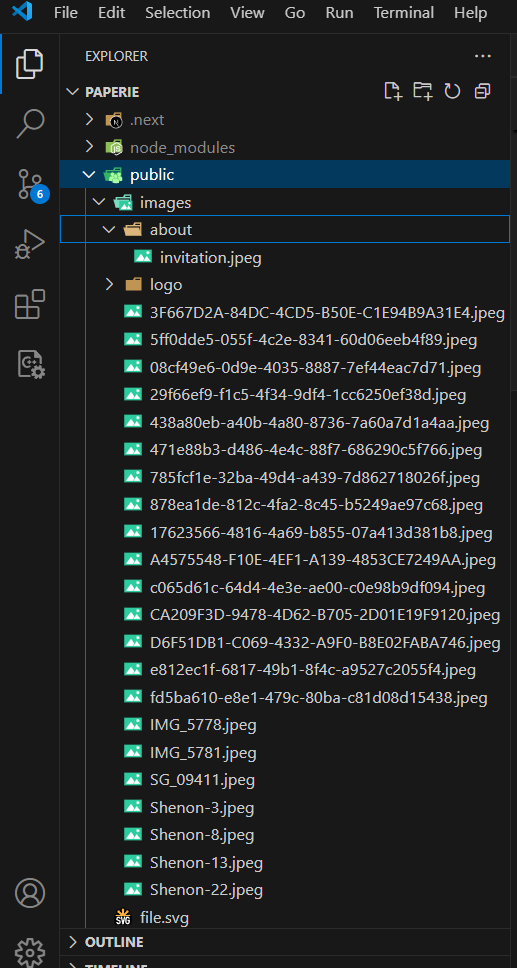 File Edit Selection View Go Run Terminal Help
EXPLORER
PAPERIE
.next
node_modules
public
images
about
invitation.jpeg
logo
3F667D2A-84DC-4CD5-B50E-C1E94B9A31E4.jpeg
5ff0dde5-055f-4c2e-8341-60d06eeb4f89.jpeg
08cf49e6-0d9e-4035-8887-7ef44eac7d71.jpeg
29f66ef9-f1c5-4f34-9df4-1cc6250ef38d.jpeg
438a80eb-a40b-4a80-8736-7a60a7d1a4aa.jpeg
471e88b3-d486-4e4c-88f7-686290c5f766.jpeg
785fcf1e-32ba-49d4-a439-7d862718026f.jpeg
878ea1de-812c-4fa2-8c45-b5249ae97c68.jpeg
17623566-4816-4a69-b855-07a413d381b8.jpeg
A4575548-F10E-4EF1-A139-4853CE7249AA.jpeg
c065d61c-64d4-4e3e-ae00-c0e98b9df094.jpeg
CA209F3D-9478-4D62-B705-2D01E19F9120.jpeg
D6F51DB1-C069-4332-A9F0-B8E02FABA746.jpeg
e812ec1f-6817-49b1-8f4c-a9527c2055f4.jpeg
fd5ba610-e8e1-479c-80ba-c81d08d15438.jpeg
IMG_5778.jpeg
IMG_5781.jpeg
SG_09411.jpeg
Shenon-3.jpeg
Shenon-8.jpeg
Shenon-13.jpeg
Shenon-22.jpeg
SVG file.svg
OUTLINE
TIMELINE
6